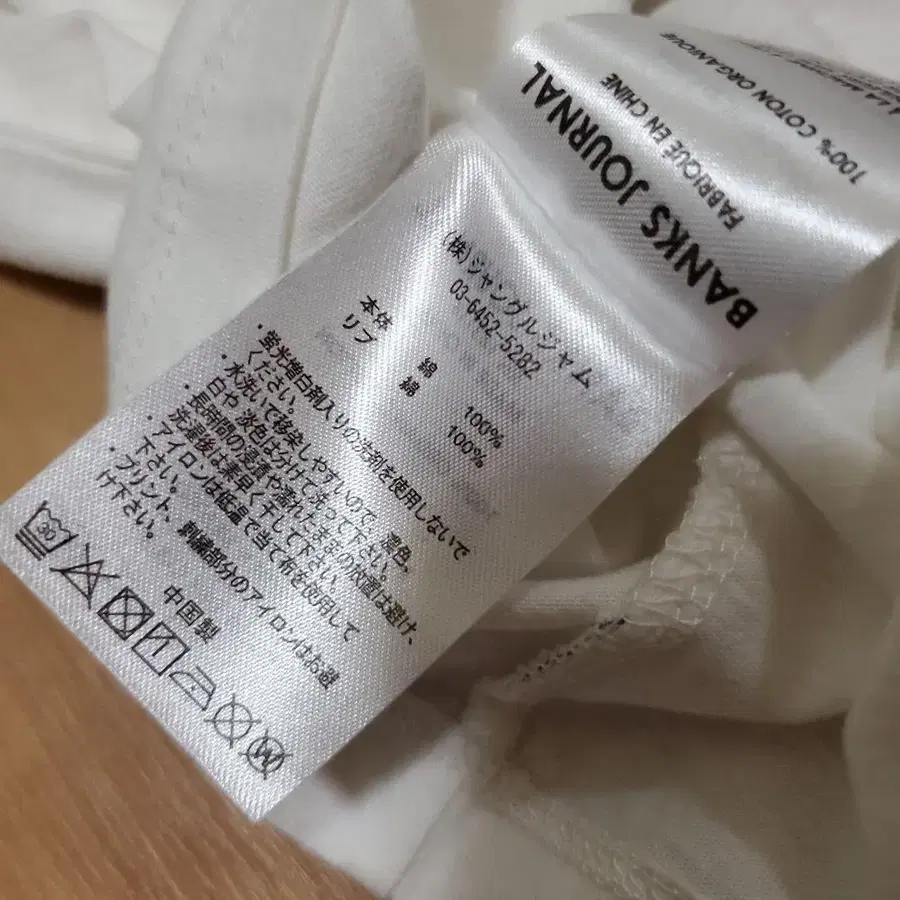 100% COTON ORGANIQUE
FABRIQUÉ EN CHINE
BANKS JOURNAL
(株)ジャングルジャム
03-6452-5282
本体 綿 100%
リブ 綿 100%
・蛍光増白剤入りの洗剤を使用しないで
ください。
・水洗いで移染しやすいので、濃色、
白や、淡色は分けて洗って下さい。
長時間の浸漬や濡れたままの放置は避け、
洗濯後は素早く干して下さい。
・アイロンは低温で当て布を使用して
下さい。
・プリント、刺繍部分のアイロンはお避
け下さい。
中国製
30
W